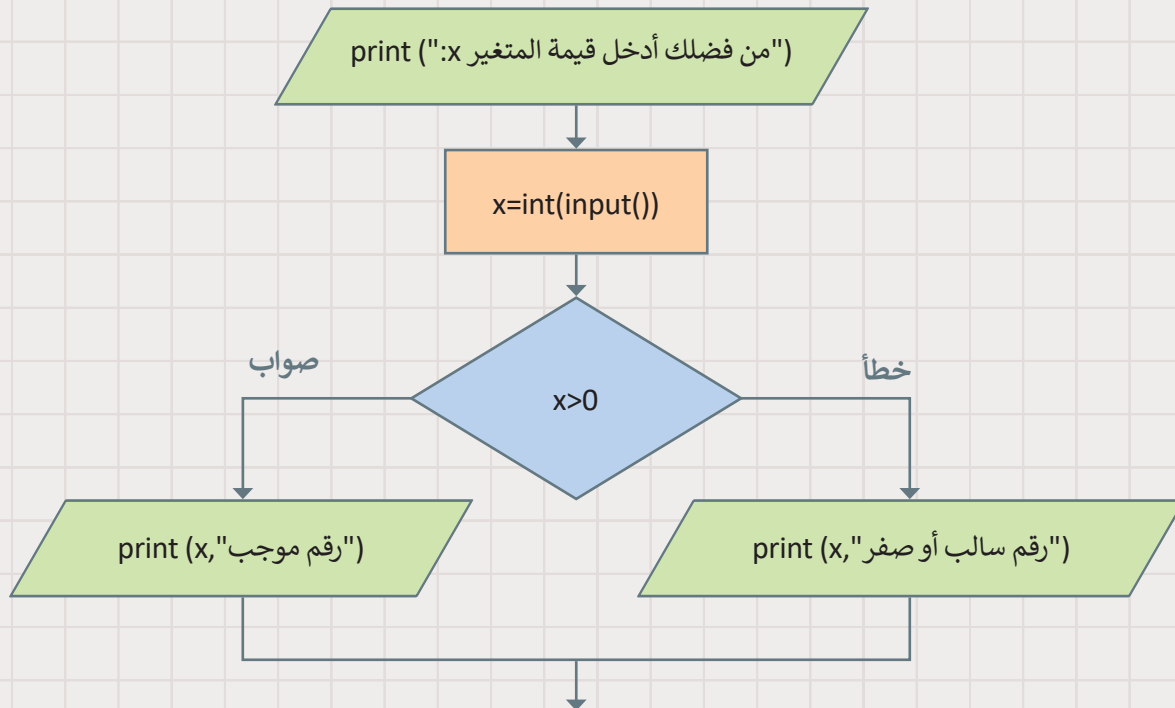 print ("من فضلك أدخل قيمة المتغير x:")
x=int(input())
x>0
صواب
خطأ
print (x,"رقم موجب")
print (x,"رقم سالب أو صفر")